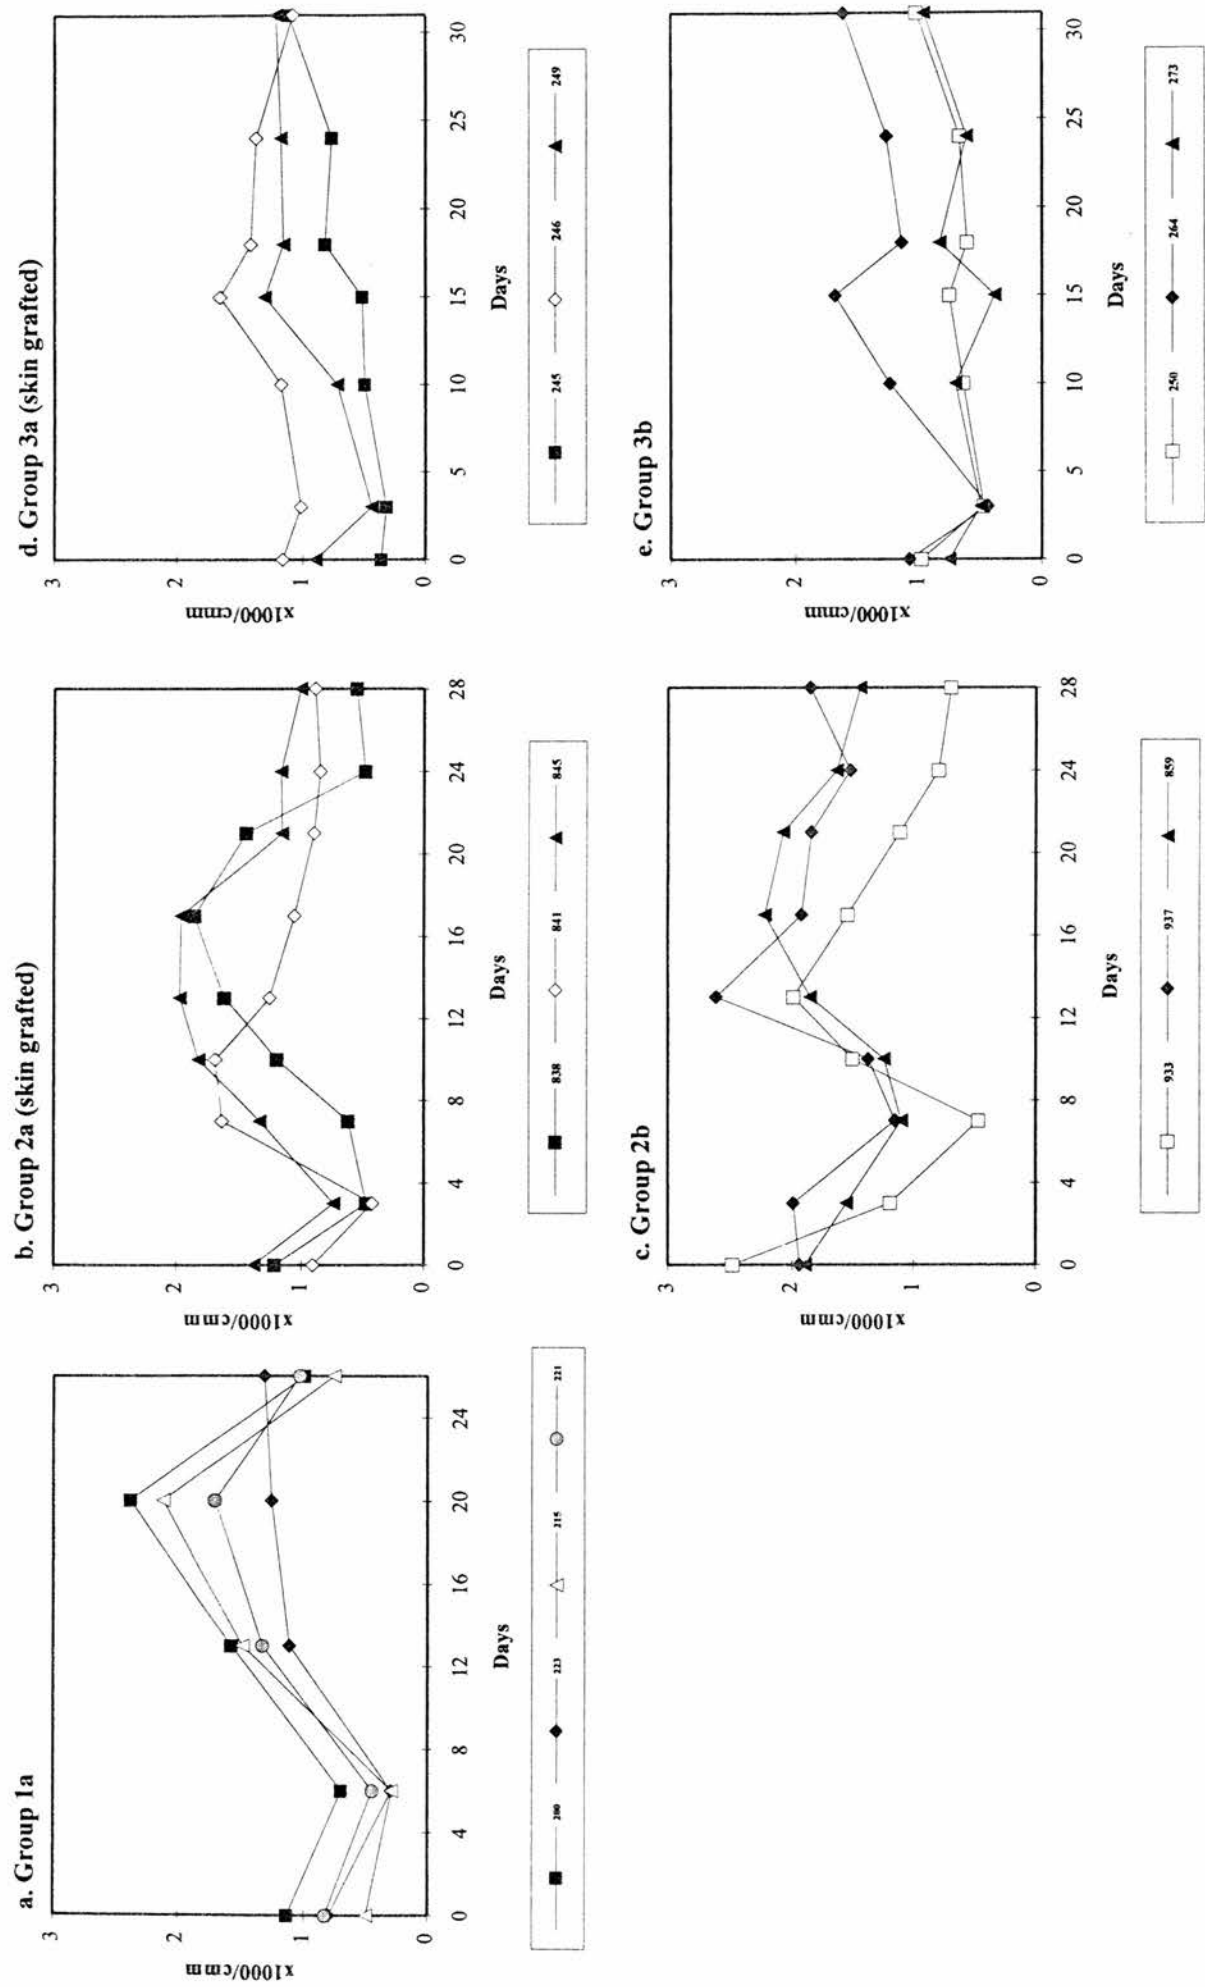 a. Group 1a
x1000/cmm
3
2
1
0
0 4 8 12 16 20 24
Days
200 223 215 221
b. Group 2a (skin grafted)
x1000/cmm
3
2
1
0
0 4 8 12 16 20 24 28
Days
838 841 845
c. Group 2b
x1000/cmm
3
2
1
0
0 4 8 12 16 20 24 28
Days
933 937 859
d. Group 3a (skin grafted)
x1000/cmm
3
2
1
0
0 5 10 15 20 25 30
Days
245 246 249
e. Group 3b
x1000/cmm
3
2
1
0
0 5 10 15 20 25 30
Days
250 264 273